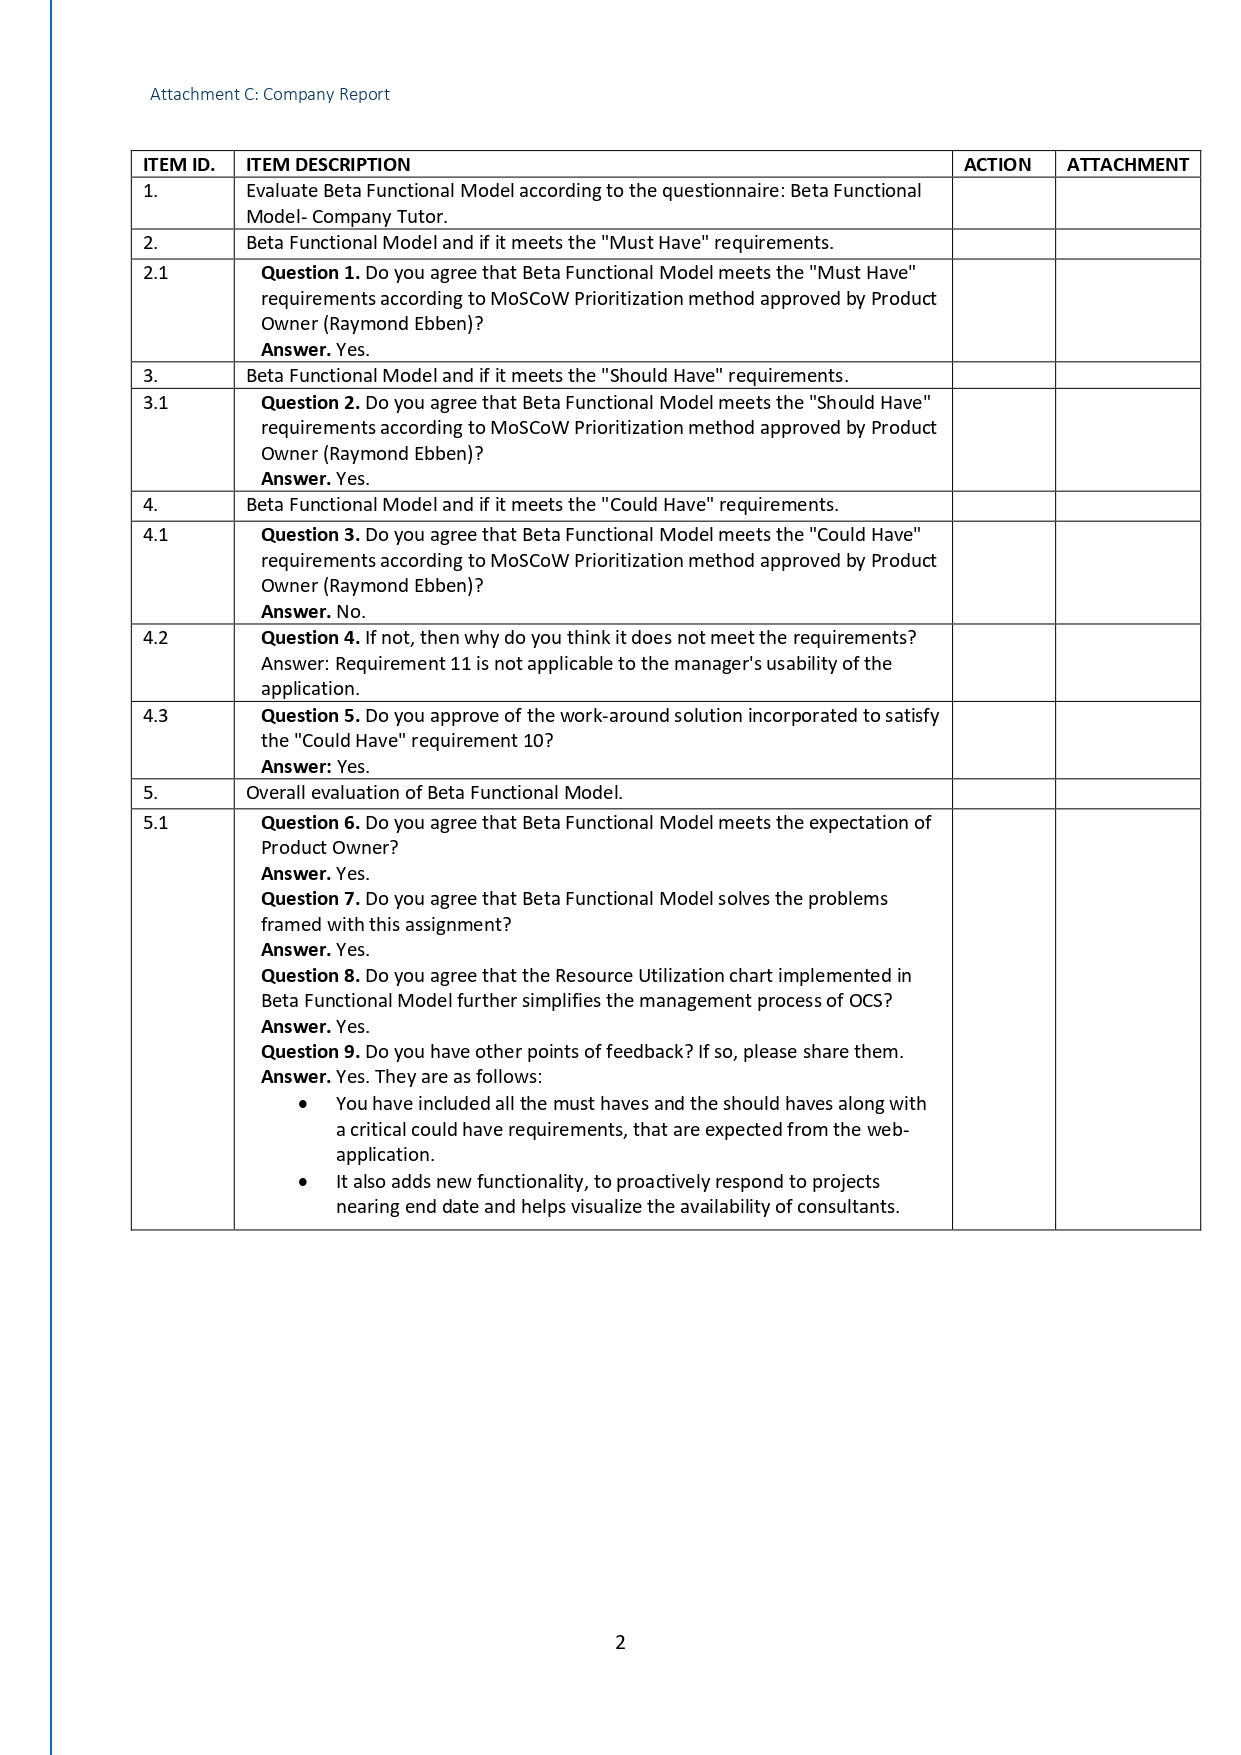 Attachment C: Company Report
ITEM ID. ITEM DESCRIPTION ACTION ATTACHMENT
1. Evaluate Beta Functional Model according to the questionnaire: Beta Functional
Model- Company Tutor.
2. Beta Functional Model and if it meets the "Must Have" requirements.
2.1 Question 1. Do you agree that Beta Functional Model meets the "Must Have"
requirements according to MoSCoW Prioritization method approved by Product
Owner (Raymond Ebben)?
Answer. Yes.
3. Beta Functional Model and if it meets the "Should Have" requirements.
3.1 Question 2. Do you agree that Beta Functional Model meets the "Should Have"
requirements according to MoSCoW Prioritization method approved by Product
Owner (Raymond Ebben)?
Answer. Yes.
4. Beta Functional Model and if it meets the "Could Have" requirements.
4.1 Question 3. Do you agree that Beta Functional Model meets the "Could Have"
requirements according to MoSCoW Prioritization method approved by Product
Owner (Raymond Ebben)?
Answer. No.
4.2 Question 4. If not, then why do you think it does not meet the requirements?
Answer: Requirement 11 is not applicable to the manager's usability of the
application.
4.3 Question 5. Do you approve of the work-around solution incorporated to satisfy
the "Could Have" requirement 10?
Answer: Yes.
5. Overall evaluation of Beta Functional Model.
5.1 Question 6. Do you agree that Beta Functional Model meets the expectation of
Product Owner?
Answer. Yes.
Question 7. Do you agree that Beta Functional Model solves the problems
framed with this assignment?
Answer. Yes.
Question 8. Do you agree that the Resource Utilization chart implemented in
Beta Functional Model further simplifies the management process of OCS?
Answer. Yes.
Question 9. Do you have other points of feedback? If so, please share them.
Answer. Yes. They are as follows:
• You have included all the must haves and the should haves along with
a critical could have requirements, that are expected from the web-
application.
• It also adds new functionality, to proactively respond to projects
nearing end date and helps visualize the availability of consultants.
2